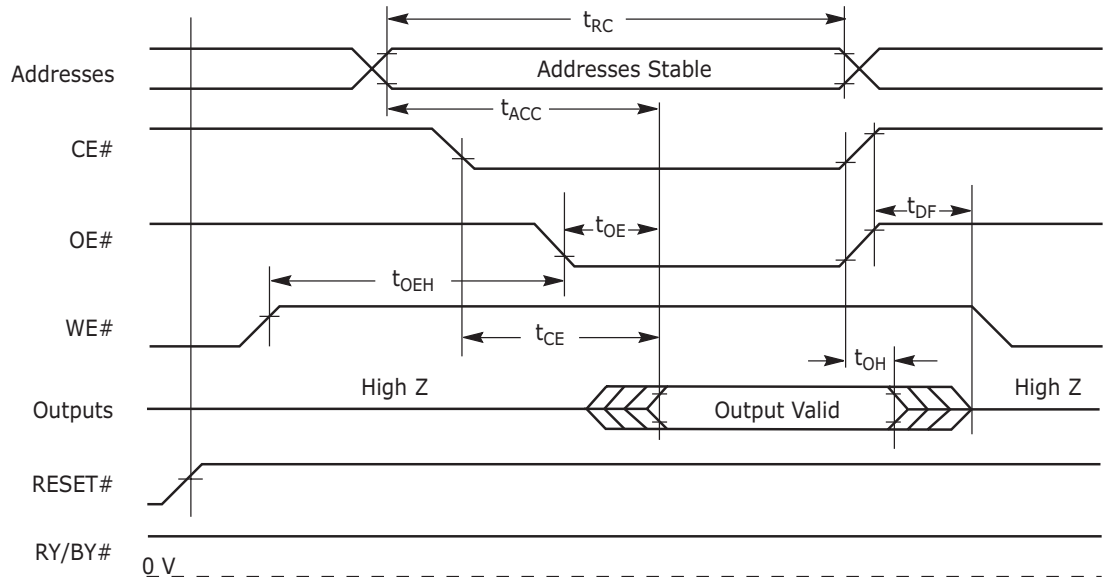 tRC
Addresses
Addresses Stable
tACC
CE#
tDF
OE#
tOE
tOEH
WE#
tCE
tOH
High Z
High Z
Outputs
Output Valid
RESET#
RY/BY#
0 V